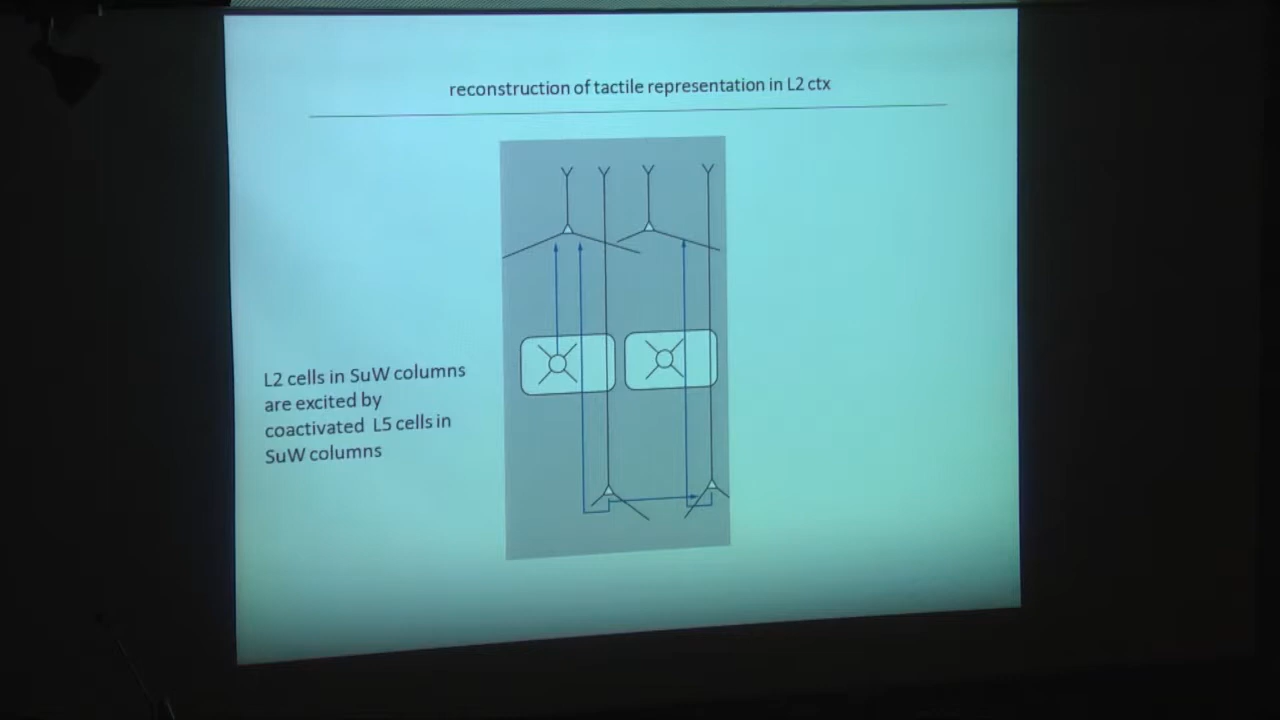 reconstruction of tactile representation in L2 ctx
L2 cells in SuW columns
are excited by
coactivated L5 cells in
SuW columns